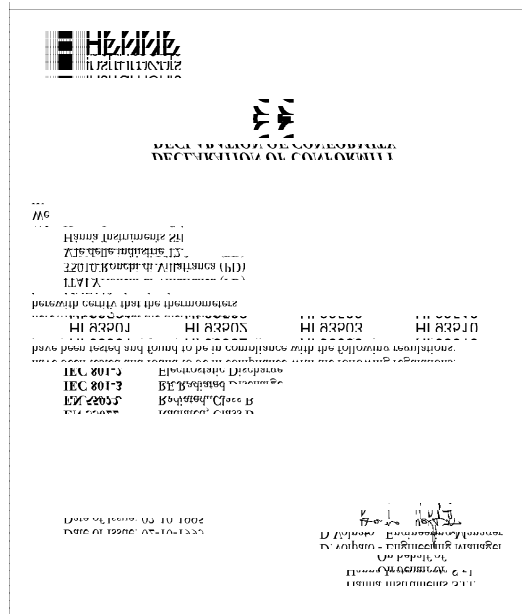 DECLARATION OF CONFORMITY
We
Hanna Instruments Srl
V.le delle industrie 12
35010 Ronchi di Villafranca (PD)
ITALY
herewith certify that the thermometers
HI 93501 HI 93502 HI 93503 HI 93510
have been tested and found to be in compliance with the following regulations:
IEC 801-2 Electrostatic Discharge
IEC 801-3 RF Radiated
EN 55022 Radiated, Class B
Date of Issue: 02-10-1995
D.Volpato - Engineering Manager
On behalf of
Hanna Instruments S.r.l.